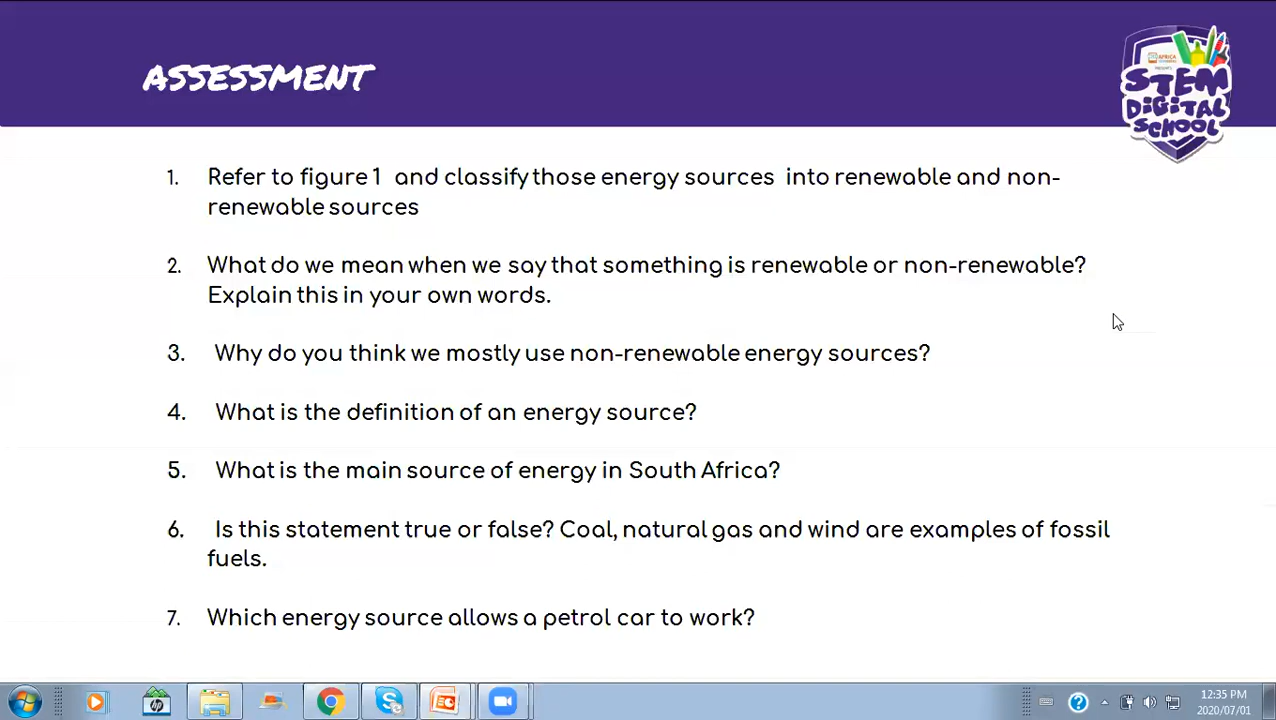 ASSESSMENT
AFRICA
STEM
DIGITAL
SCHOOL
1. Refer to figure 1 and classify those energy sources into renewable and non-
renewable sources
2. What do we mean when we say that something is renewable or non-renewable?
Explain this in your own words.
3. Why do you think we mostly use non-renewable energy sources?
4. What is the definition of an energy source?
5. What is the main source of energy in South Africa?
6. Is this statement true or false? Coal, natural gas and wind are examples of fossil
fuels.
7. Which energy source allows a petrol car to work?
hp
12:35 PM
2020/07/01